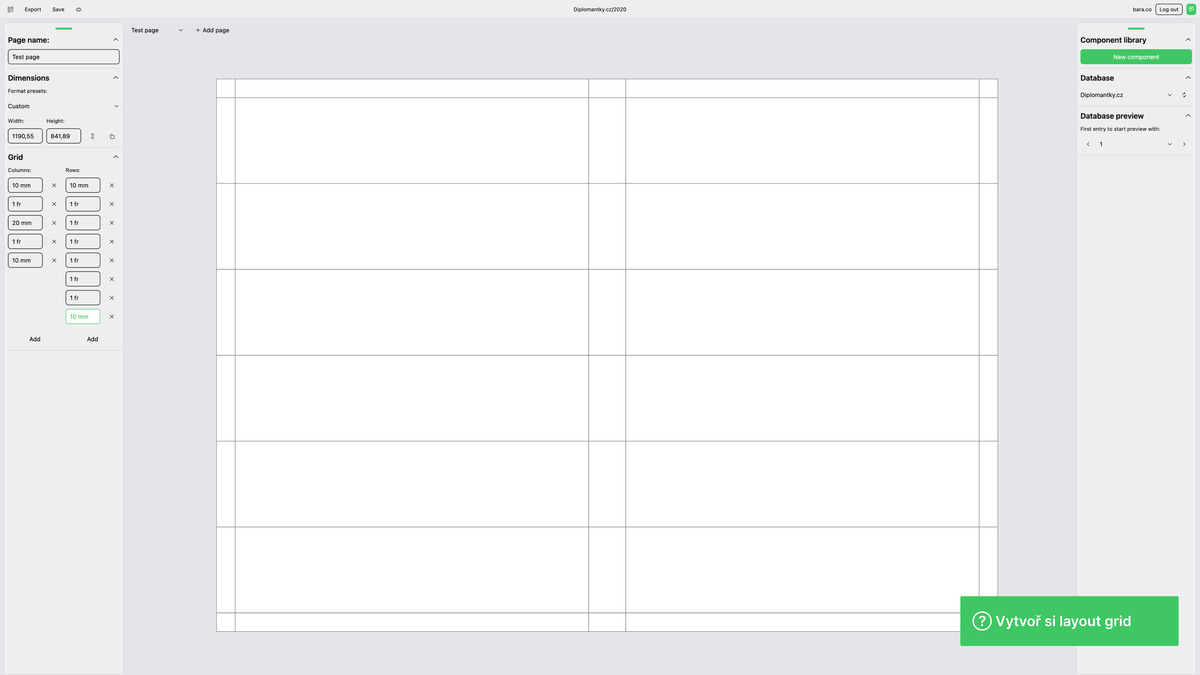 Export Save Diplomantky.cz/2020 bara.co Log out
Test page + Add page
Page name:
Test page
Dimensions
Format presets:
Custom
Width: Height:
1190,55 841,89
Grid
Columns: Rows:
10 mm 10 mm
1 fr 1 fr
20 mm 1 fr
1 fr 1 fr
10 mm 1 fr
1 fr
1 fr
10 mm
Add Add
Component library
New component
Database
Diplomantky.cz
Database preview
First entry to start preview with:
1
? Vytvoř si layout grid